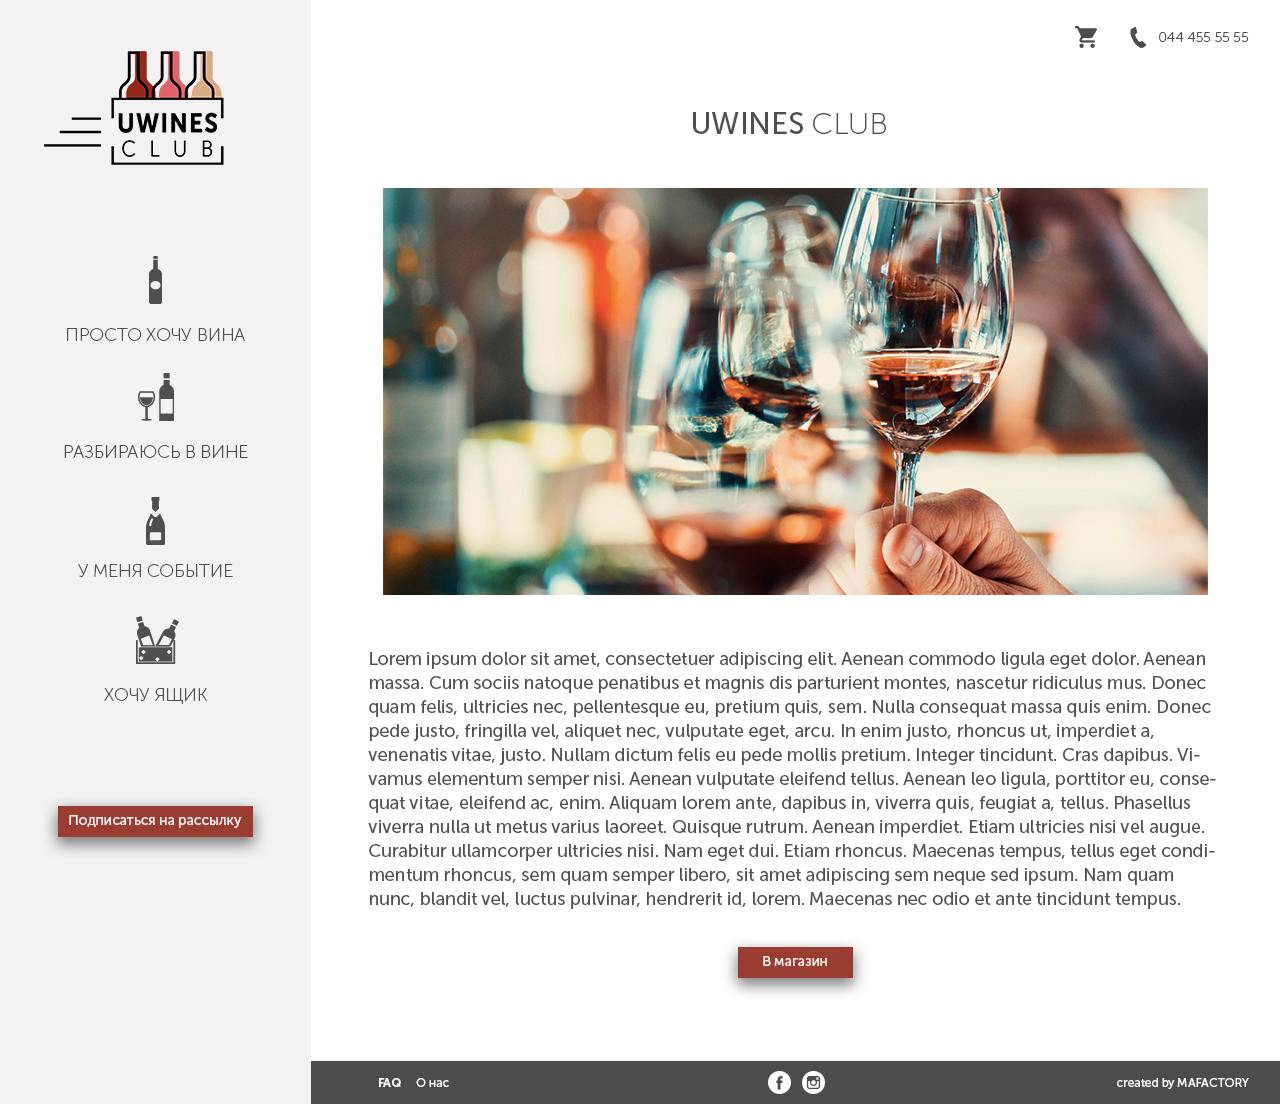 UWINES
CLUB
ПРОСТО ХОЧУ ВИНА
РАЗБИРАЮСЬ В ВИНЕ
У МЕНЯ СОБЫТИЕ
ХОЧУ ЯЩИК
Подписаться на рассылку
044 455 55 55
UWINES CLUB
Lorem ipsum dolor sit amet, consectetuer adipiscing elit. Aenean commodo ligula eget dolor. Aenean
massa. Cum sociis natoque penatibus et magnis dis parturient montes, nascetur ridiculus mus. Donec
quam felis, ultricies nec, pellentesque eu, pretium quis, sem. Nulla consequat massa quis enim. Donec
pede justo, fringilla vel, aliquet nec, vulputate eget, arcu. In enim justo, rhoncus ut, imperdiet a,
venenatis vitae, justo. Nullam dictum felis eu pede mollis pretium. Integer tincidunt. Cras dapibus. Vi-
vamus elementum semper nisi. Aenean vulputate eleifend tellus. Aenean leo ligula, porttitor eu, conse-
quat vitae, eleifend ac, enim. Aliquam lorem ante, dapibus in, viverra quis, feugiat a, tellus. Phasellus
viverra nulla ut metus varius laoreet. Quisque rutrum. Aenean imperdiet. Etiam ultricies nisi vel augue.
Curabitur ullamcorper ultricies nisi. Nam eget dui. Etiam rhoncus. Maecenas tempus, tellus eget condi-
mentum rhoncus, sem quam semper libero, sit amet adipiscing sem neque sed ipsum. Nam quam
nunc, blandit vel, luctus pulvinar, hendrerit id, lorem. Maecenas nec odio et ante tincidunt tempus.
В магазин
FAQ О нас
created by MAFACTORY